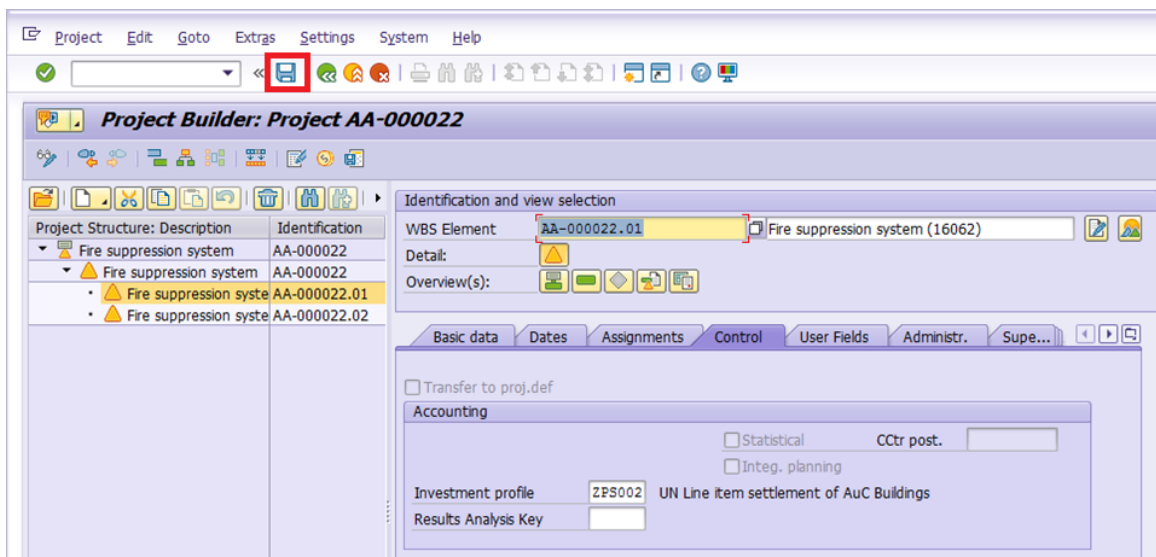 Project Edit Goto Extras Settings System Help
Project Builder: Project AA-000022
Identification and view selection
Project Structure: Description Identification
WBS Element AA-000022.01 Fire suppression system (16062)
Fire suppression system AA-000022
Detail:
Fire suppression system AA-000022
Overview(s):
Fire suppression syste AA-000022.01
Fire suppression syste AA-000022.02
Basic data Dates Assignments Control User Fields Administr. Supe...
Transfer to proj.def
Accounting
Statistical CCtr post.
Integ. planning
Investment profile ZPS002 UN Line item settlement of AuC Buildings
Results Analysis Key